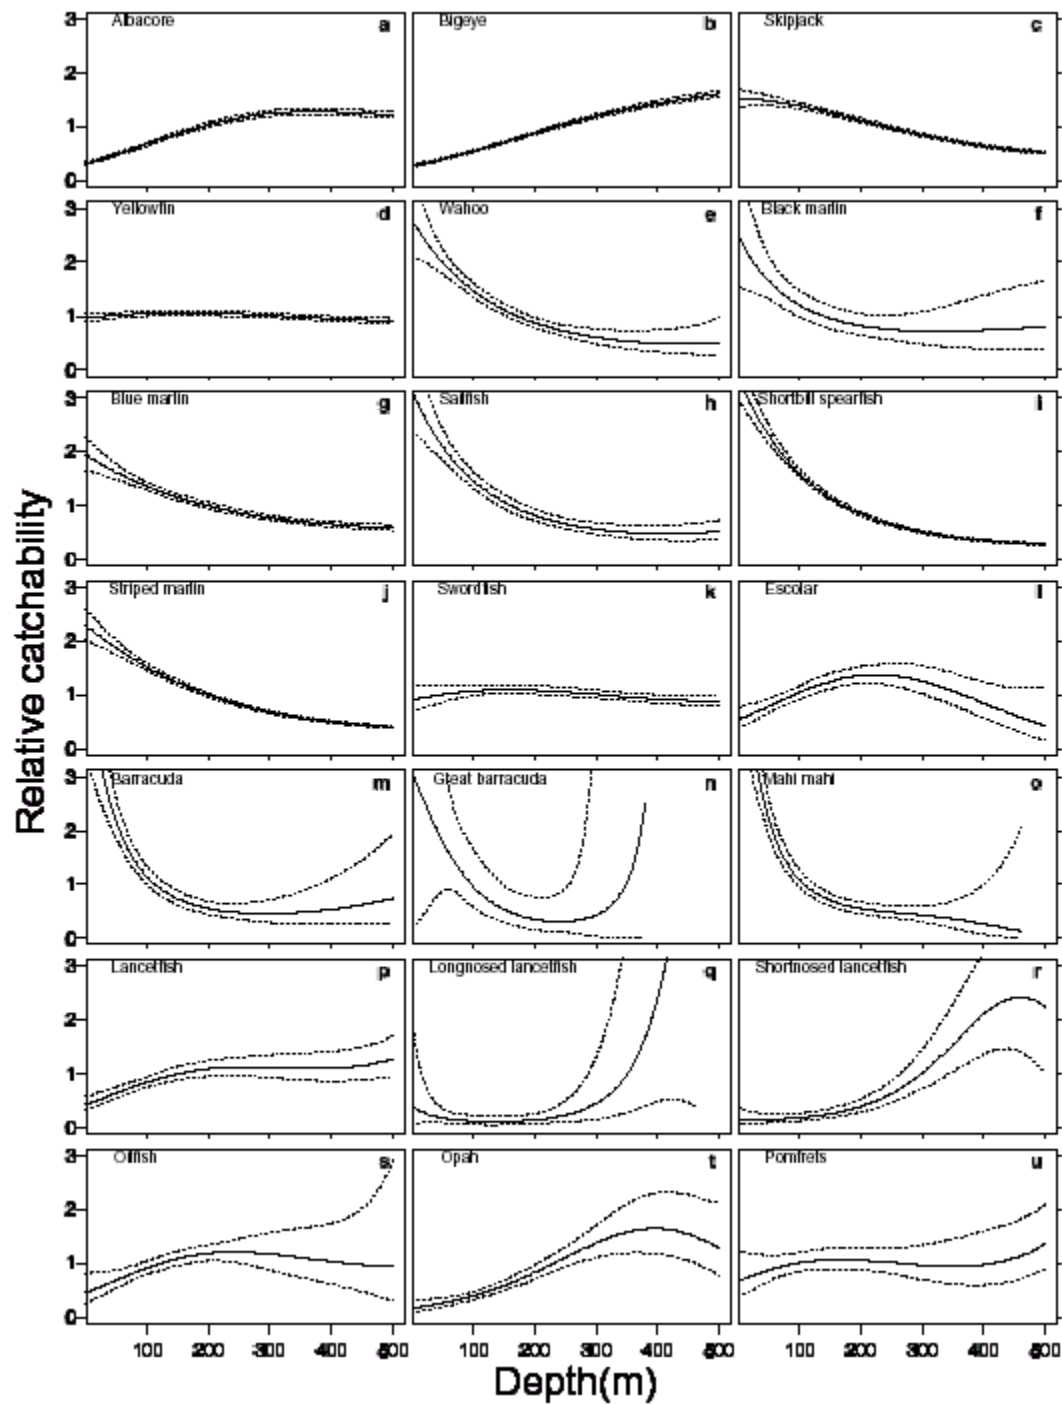 Albacore a
Bigeye b
Skipjack c
3
2
1
0
Yellowfin d
Wahoo e
Black marlin f
3
2
1
0
Blue marlin g
Sailfish h
Shortbill spearfish i
3
2
1
0
Striped marlin j
Swordfish k
Escolar l
3
2
1
0
Barracuda m
Great barracuda n
Mahi mahi o
3
2
1
0
Lancetfish p
Longnosed lancetfish q
Shortnosed lancetfish r
3
2
1
0
Oilfish s
Opah t
Pomfrets u
3
2
1
0
100 200 300 400 500
100 200 300 400 500
100 200 300 400 500
Relative catchability
Depth(m)